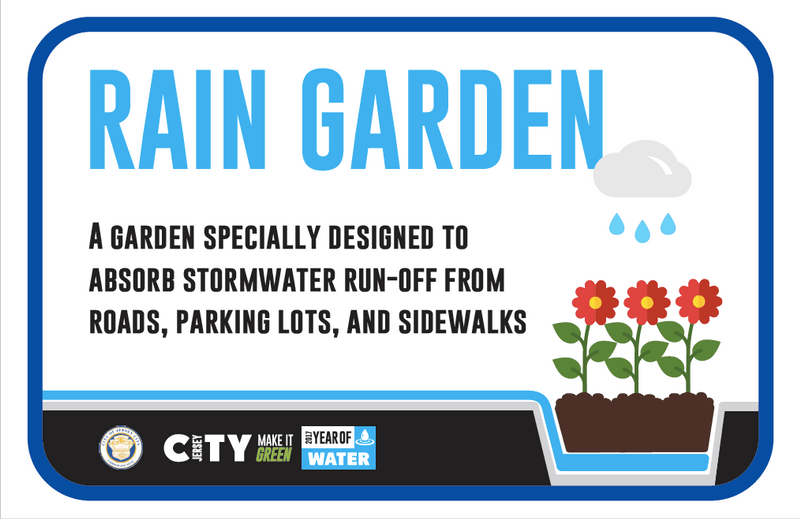 RAIN GARDEN
A GARDEN SPECIALLY DESIGNED TO
ABSORB STORMWATER RUN-OFF FROM
ROADS, PARKING LOTS, AND SIDEWALKS
JERSEY CITY
MAKE IT
GREEN
2017 YEAR OF
WATER